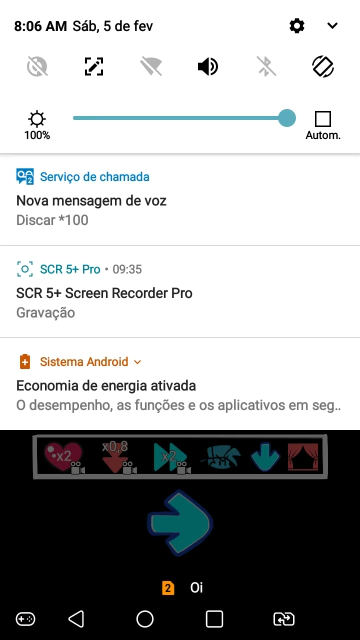 8:06 AM Sáb, 5 de fev
100%
Autom.
Serviço de chamada
Nova mensagem de voz
Discar *100
SCR 5+ Pro • 09:35
SCR 5+ Screen Recorder Pro
Gravação
Sistema Android
Economia de energia ativada
O desempenho, as funções e os aplicativos em seg..
x2 x0,8 x2
2 Oi